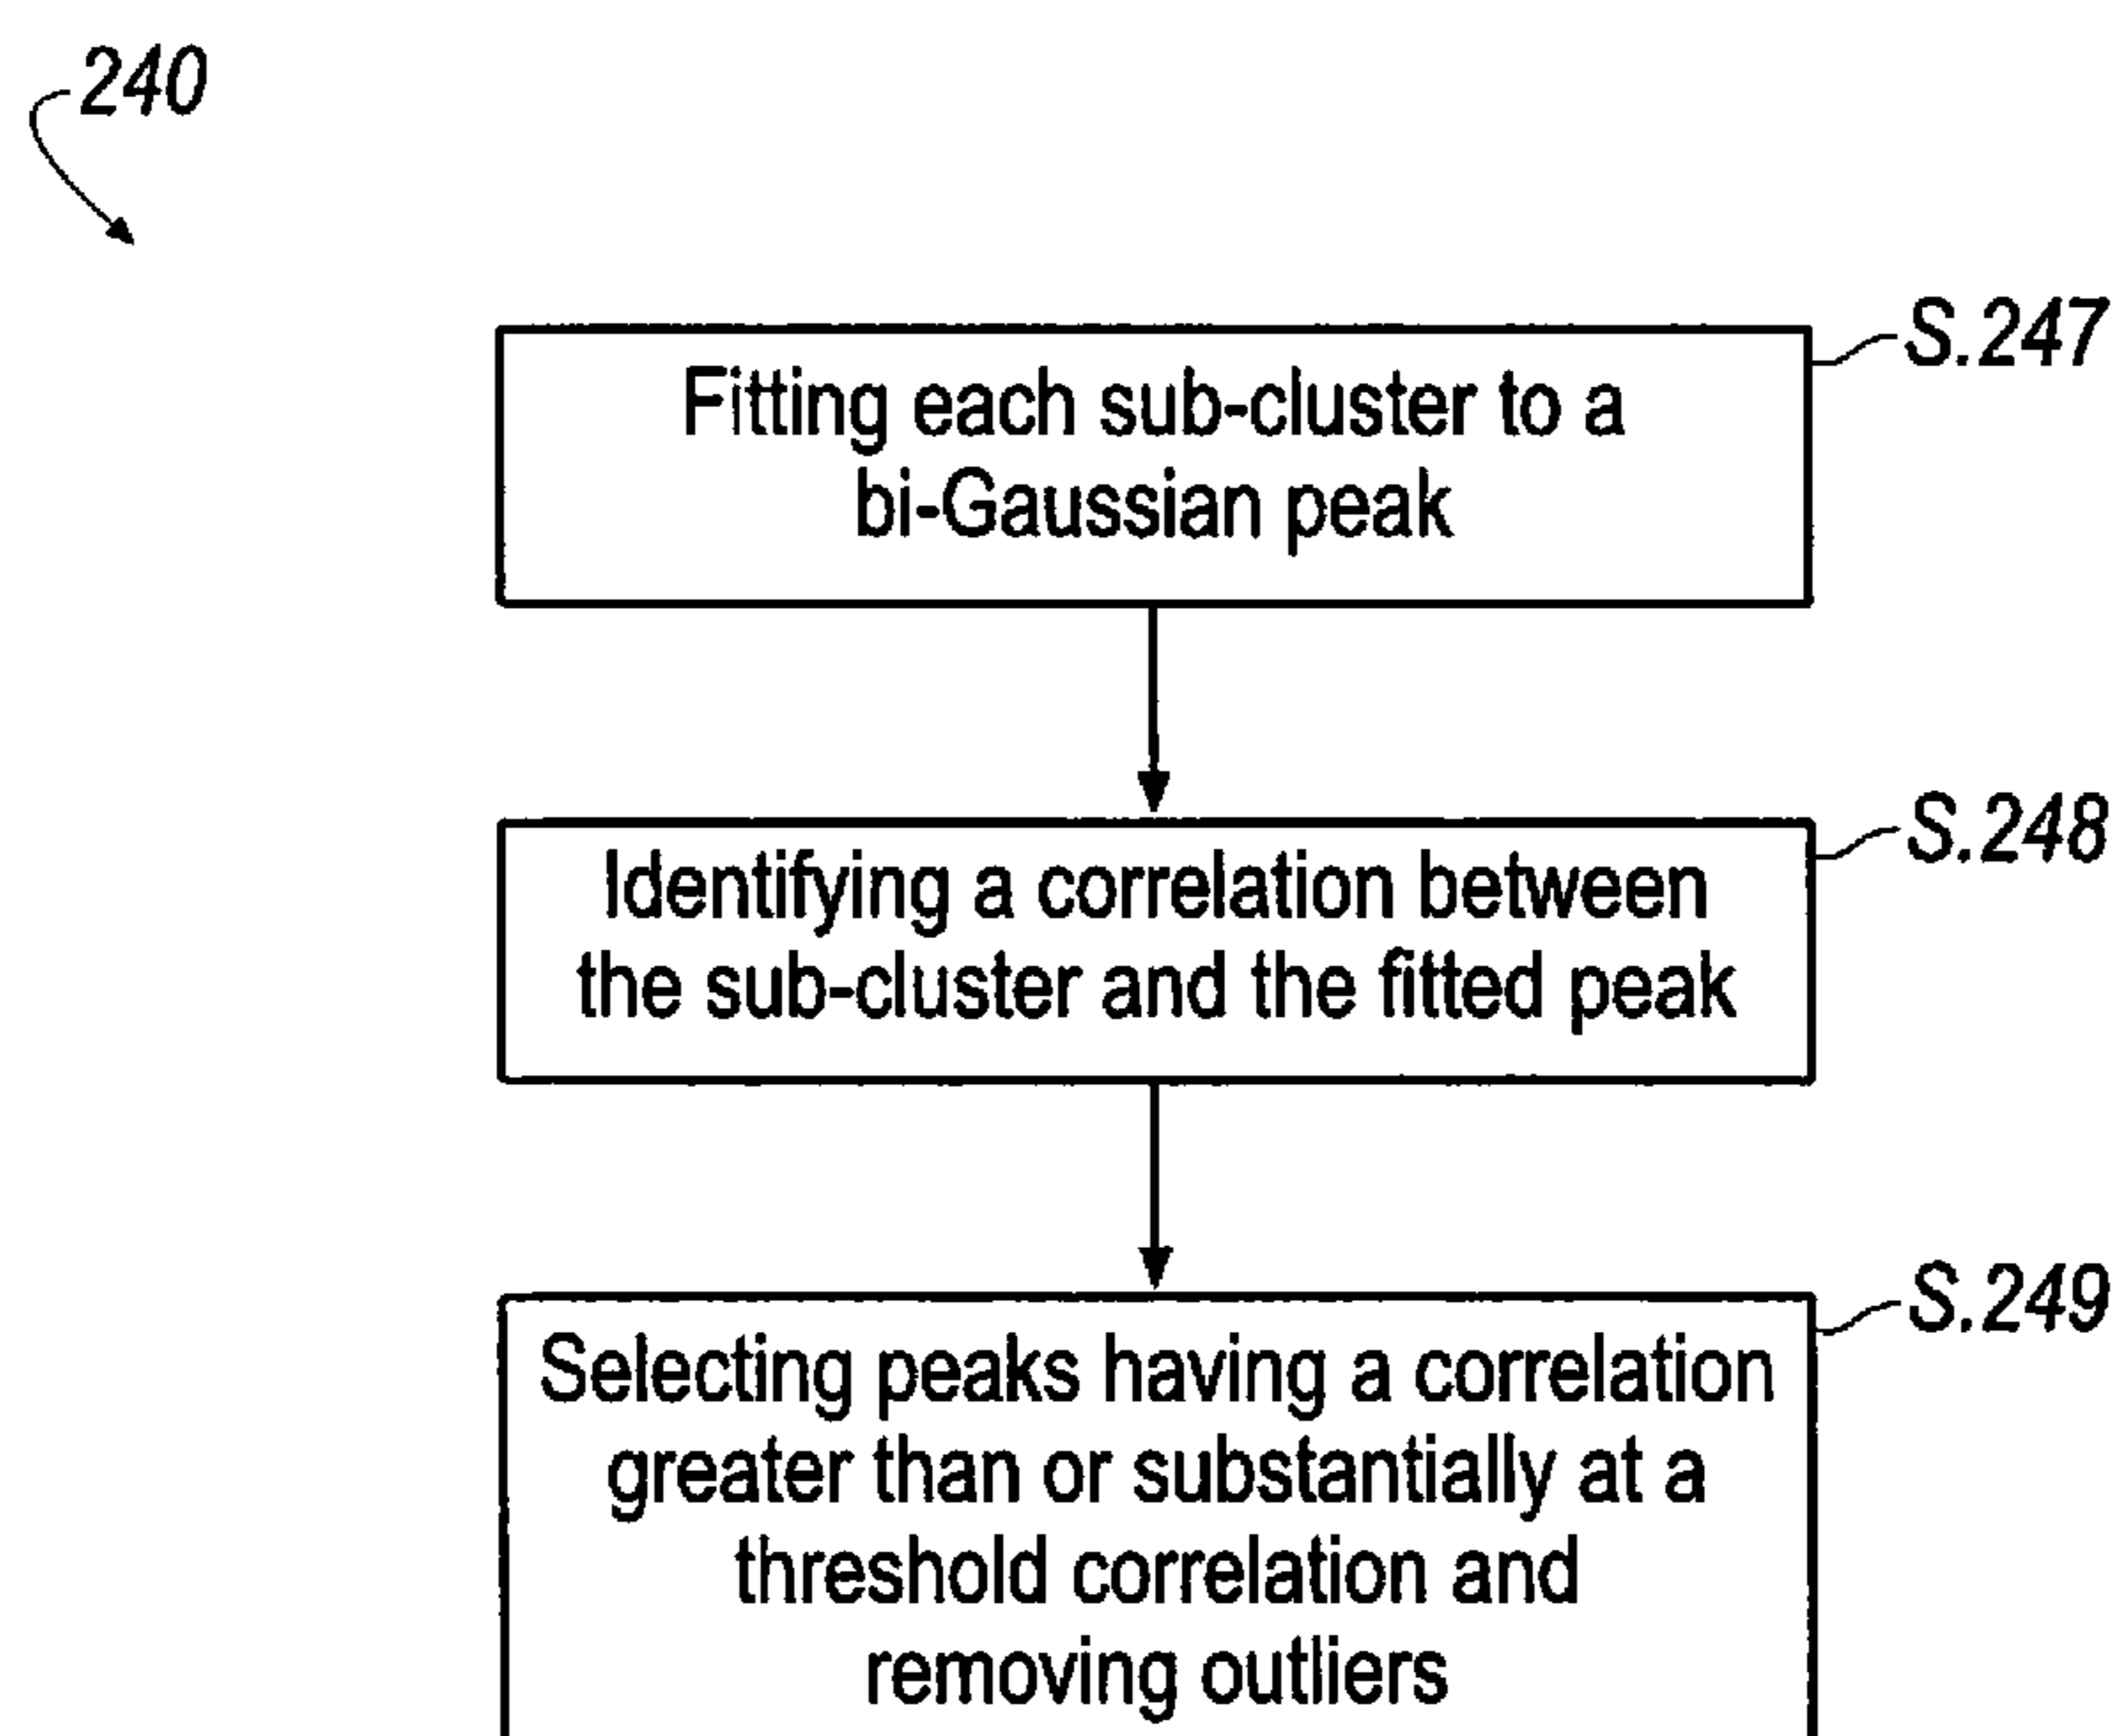 240
S.247
Fitting each sub-cluster to a
bi-Gaussian peak
S.248
Identifying a correlation between
the sub-cluster and the fitted peak
S.249
Selecting peaks having a correlation
greater than or substantially at a
threshold correlation and
removing outliers